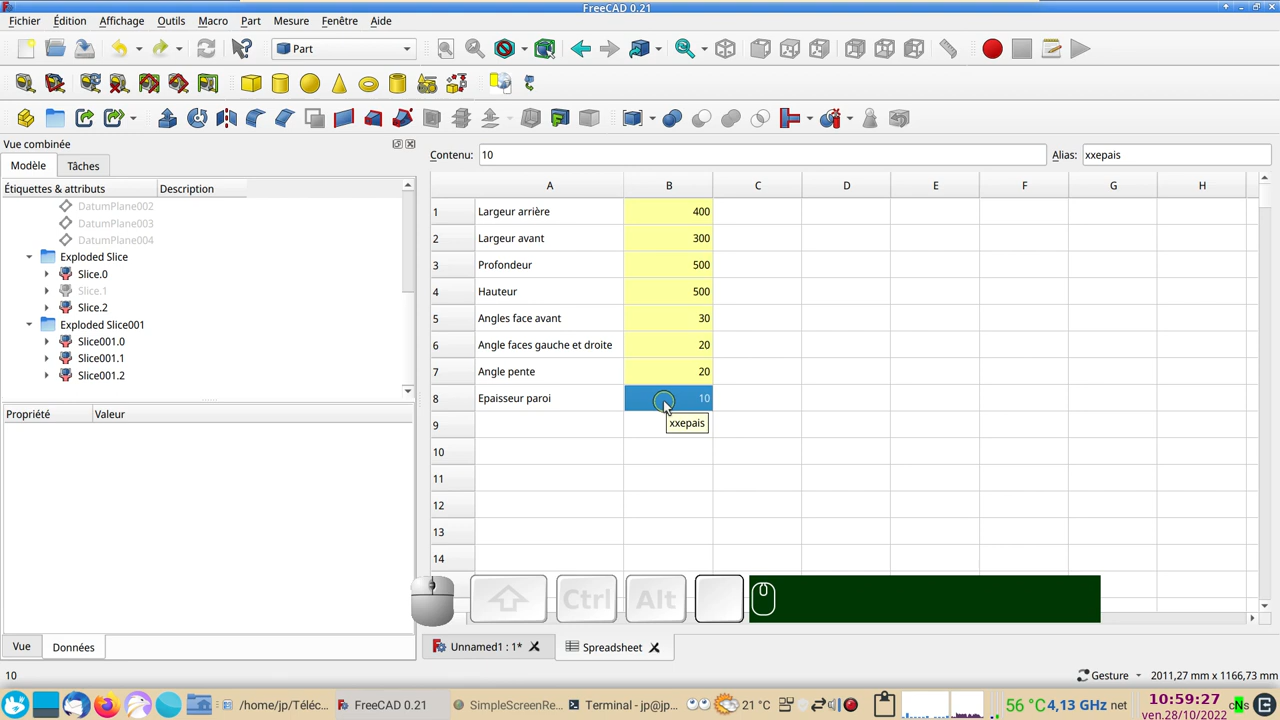 FreeCAD 0.21
Fichier Édition Affichage Outils Macro Part Mesure Fenêtre Aide
Part
Vue combinée
Modèle Tâches
Étiquettes & attributs Description
DatumPlane002
DatumPlane003
DatumPlane004
Exploded Slice
Slice.0
Slice.1
Slice.2
Exploded Slice001
Slice001.0
Slice001.1
Slice001.2
Propriété Valeur
Vue Données
Contenu: 10 Alias: xxepais
A B C D E F G H
1 Largeur arrière 400
2 Largeur avant 300
3 Profondeur 500
4 Hauteur 500
5 Angles face avant 30
6 Angle faces gauche et droite 20
7 Angle pente 20
8 Epaisseur paroi 10
xxepais
9
10
11
12
13
14
Ctrl Alt
Unnamed1 : 1* Spreadsheet
10 Gesture 2011,27 mm x 1166,73 mm
/home/jp/Téléc... FreeCAD 0.21 SimpleScreenRe... Terminal - jp@jp... 21 °C 56 °C 4,13 GHz net 10:59:27 cNs
ven.28/10/2022